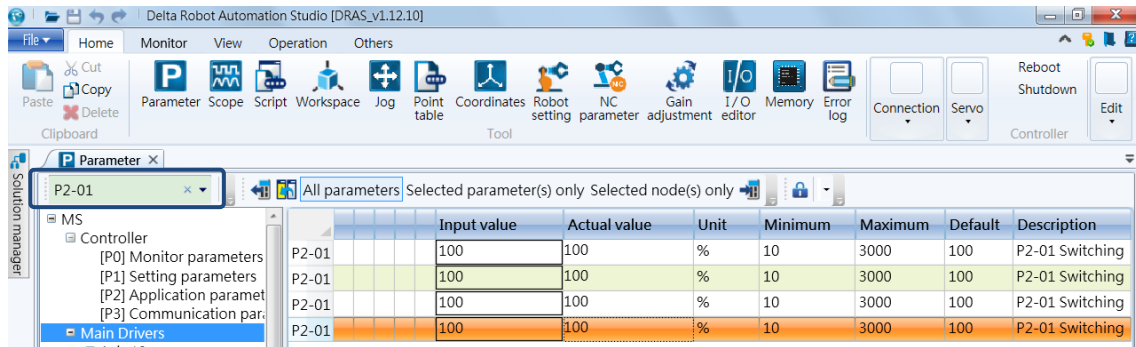 Delta Robot Automation Studio [DRAS_v1.12.10]
File Home Monitor View Operation Others
Paste Cut Copy Delete
Clipboard
Parameter Scope Script Workspace Jog Point table Coordinates Robot setting NC parameter Gain adjustment I/O editor Memory Error log
Tool
Connection Servo
Reboot
Shutdown
Controller
Edit
Solution manager
P Parameter ×
P2-01 ×
All parameters Selected parameter(s) only Selected node(s) only
MS
Controller
[P0] Monitor parameters
[P1] Setting parameters
[P2] Application paramet
[P3] Communication par
Main Drivers
Input value Actual value Unit Minimum Maximum Default Description
P2-01 100 100 % 10 3000 100 P2-01 Switching
P2-01 100 100 % 10 3000 100 P2-01 Switching
P2-01 100 100 % 10 3000 100 P2-01 Switching
P2-01 100 100 % 10 3000 100 P2-01 Switching